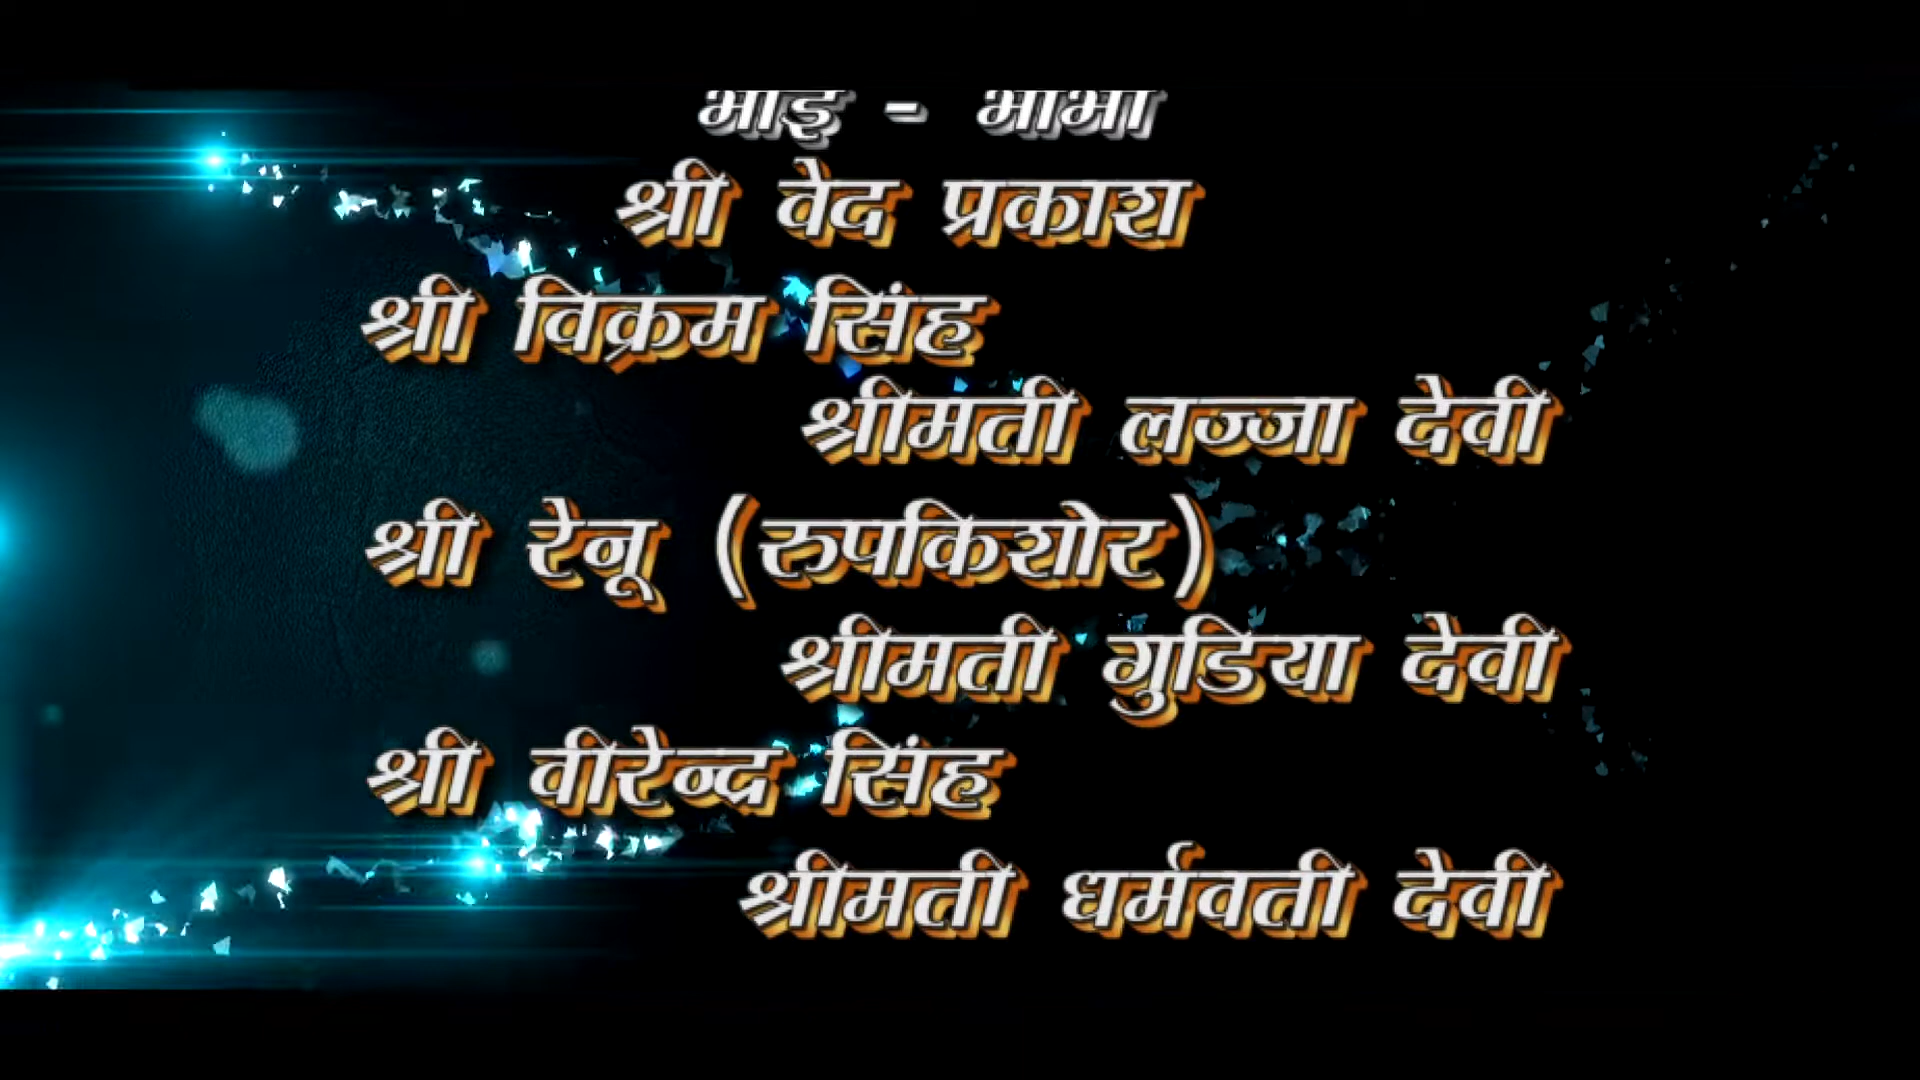 भाई - भाभी
श्री वेद प्रकाश
श्री विक्रम सिंह
श्रीमती लज्जा देवी
श्री रेनू (रुपकिशोर)
श्रीमती गुडिया देवी
श्री वीरेन्द्र सिंह
श्रीमती धर्मवती देवी